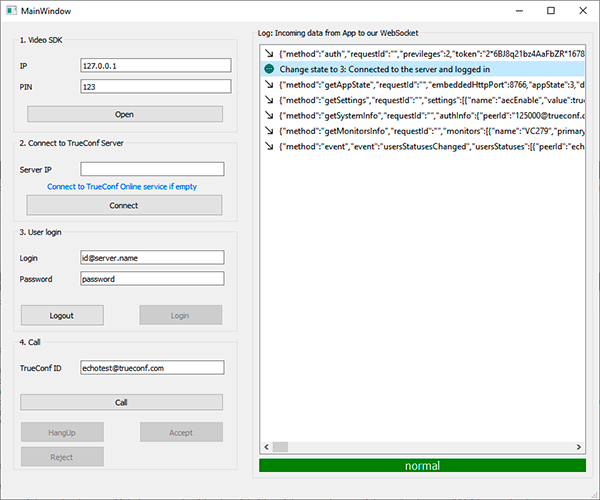 MainWindow
1. Video SDK
IP
127.0.0.1
PIN
123
Open
2. Connect to TrueConf Server
Server IP
Connect to TrueConf Online service if empty
Connect
3. User login
Login
id@server.name
Password
password
Logout
Login
4. Call
TrueConf ID
echotest@trueconf.com
Call
HangUp
Accept
Reject
Log: Incoming data from App to our WebSocket
{"method":"auth","requestId":"","previleges":2,"token":"2*6BJ8q21bz4AaFbZR*1678
Change state to 3: Connected to the server and logged in
{"method":"getAppState","requestId":"","embeddedHttpPort":8766,"appState":3,"d
{"method":"getSettings","requestId":"","settings":[{"name":"aecEnable","value":true
{"method":"getSystemInfo","requestId":"","authInfo":{"peerId":"125000@trueconf.c
{"method":"getMonitorsInfo","requestId":"","monitors":[{"name":"VC279","primary
{"method":"event","event":"usersStatusesChanged","userStatuses":[{"peerId":"ech
normal